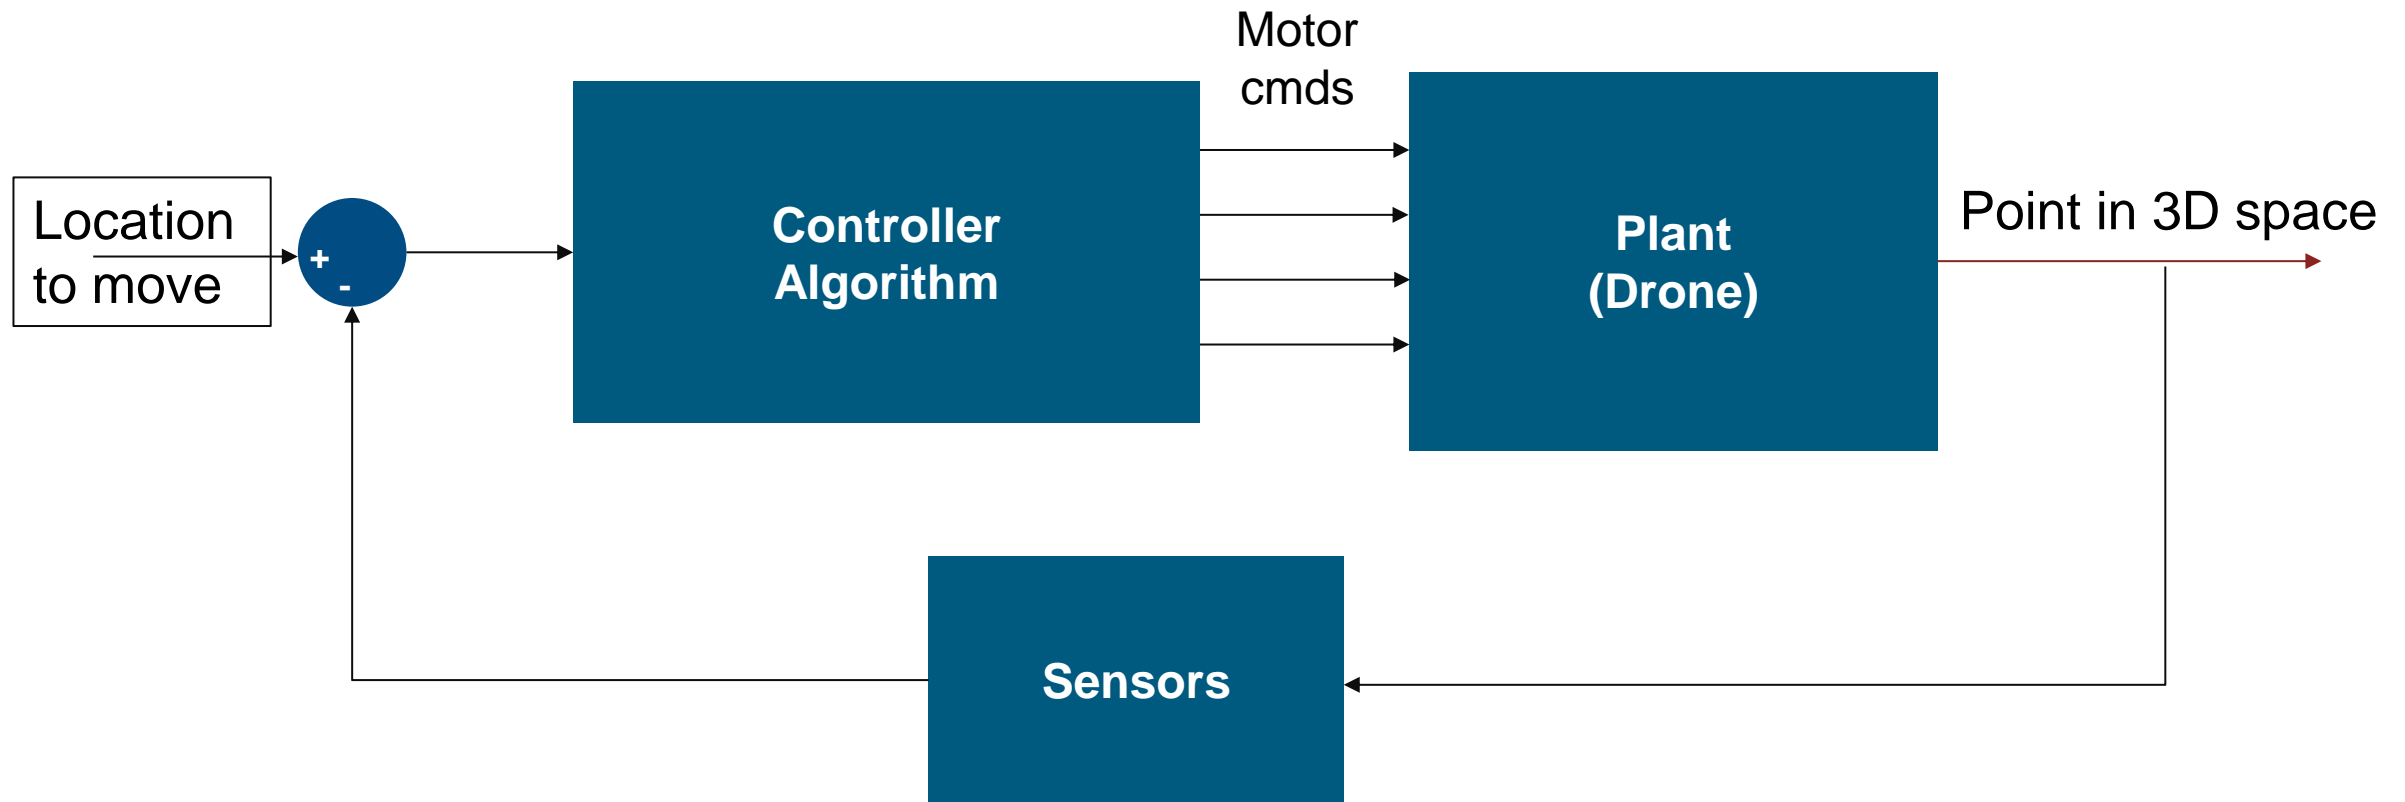 Motor
cmds
Location
to move
+
-
Controller
Algorithm
Plant
(Drone)
Point in 3D space
Sensors